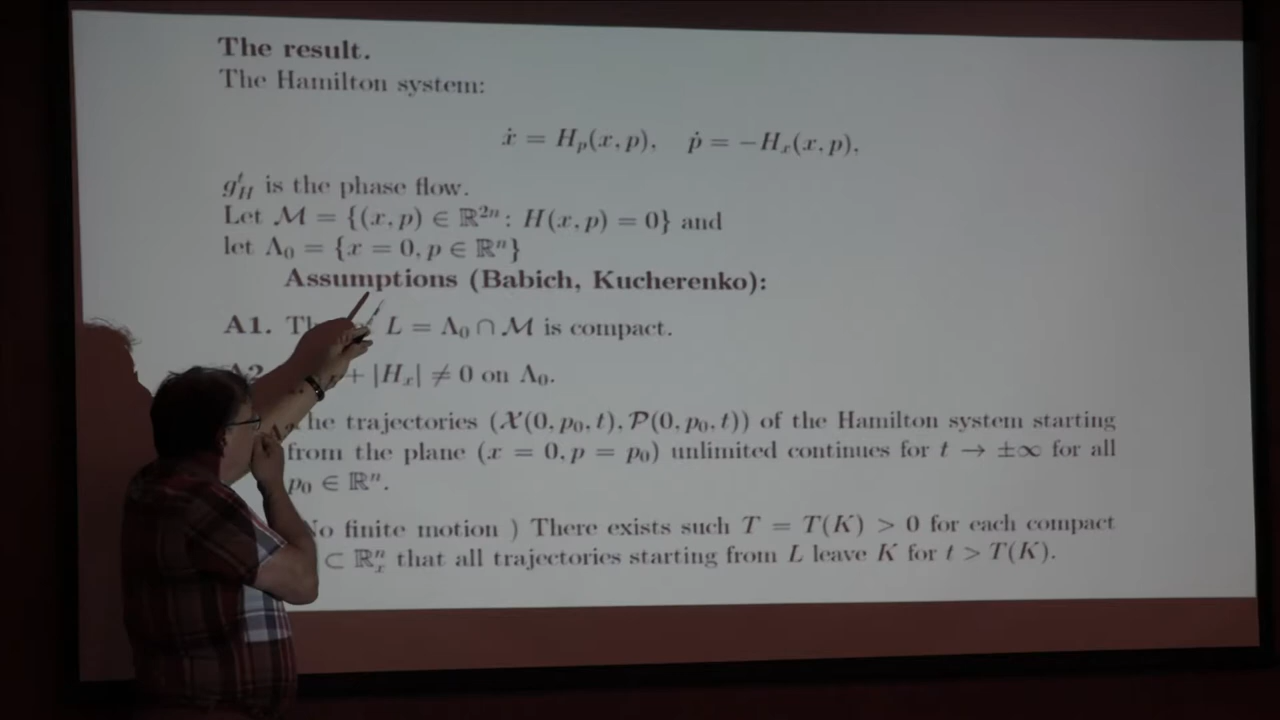 The result.
The Hamilton system:
ẋ = H_p(x, p), ṗ = −H_x(x, p),
g^t_H is the phase flow.
Let ℳ = {(x, p) ∈ ℝ^{2n} : H(x, p) = 0} and
let Λ_0 = {x = 0, p ∈ ℝ^n}
Assumptions (Babich, Kucherenko):
A1. L = Λ_0 ∩ ℳ is compact.
+ |H_x| ≠ 0 on Λ_0.
he trajectories (𝒳(0, p_0, t), 𝒫(0, p_0, t)) of the Hamilton system starting
from the plane (x = 0, p = p_0) unlimited continues for t → ±∞ for all
p_0 ∈ ℝ^n.
No finite motion ) There exists such T = T(K) > 0 for each compact
⊂ ℝ^n_x that all trajectories starting from L leave K for t > T(K).